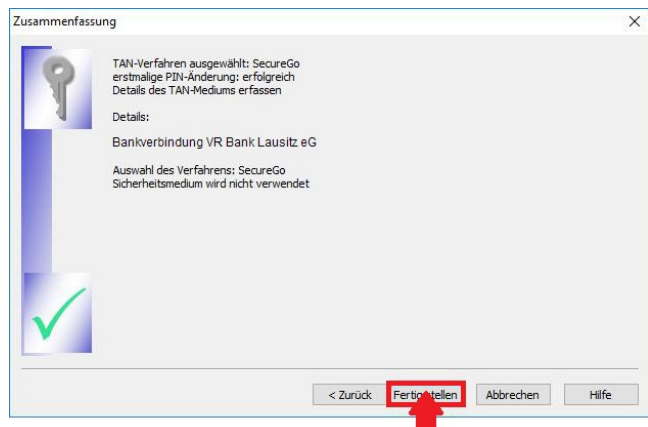 Zusammenfassung
TAN-Verfahren ausgewählt: SecureGo
erstmalige PIN-Änderung: erfolgreich
Details des TAN-Mediums erfassen
Details:
Bankverbindung VR Bank Lausitz eG
Auswahl des Verfahrens: SecureGo
Sicherheitsmedium wird nicht verwendet
< Zurück Fertigstellen Abbrechen Hilfe